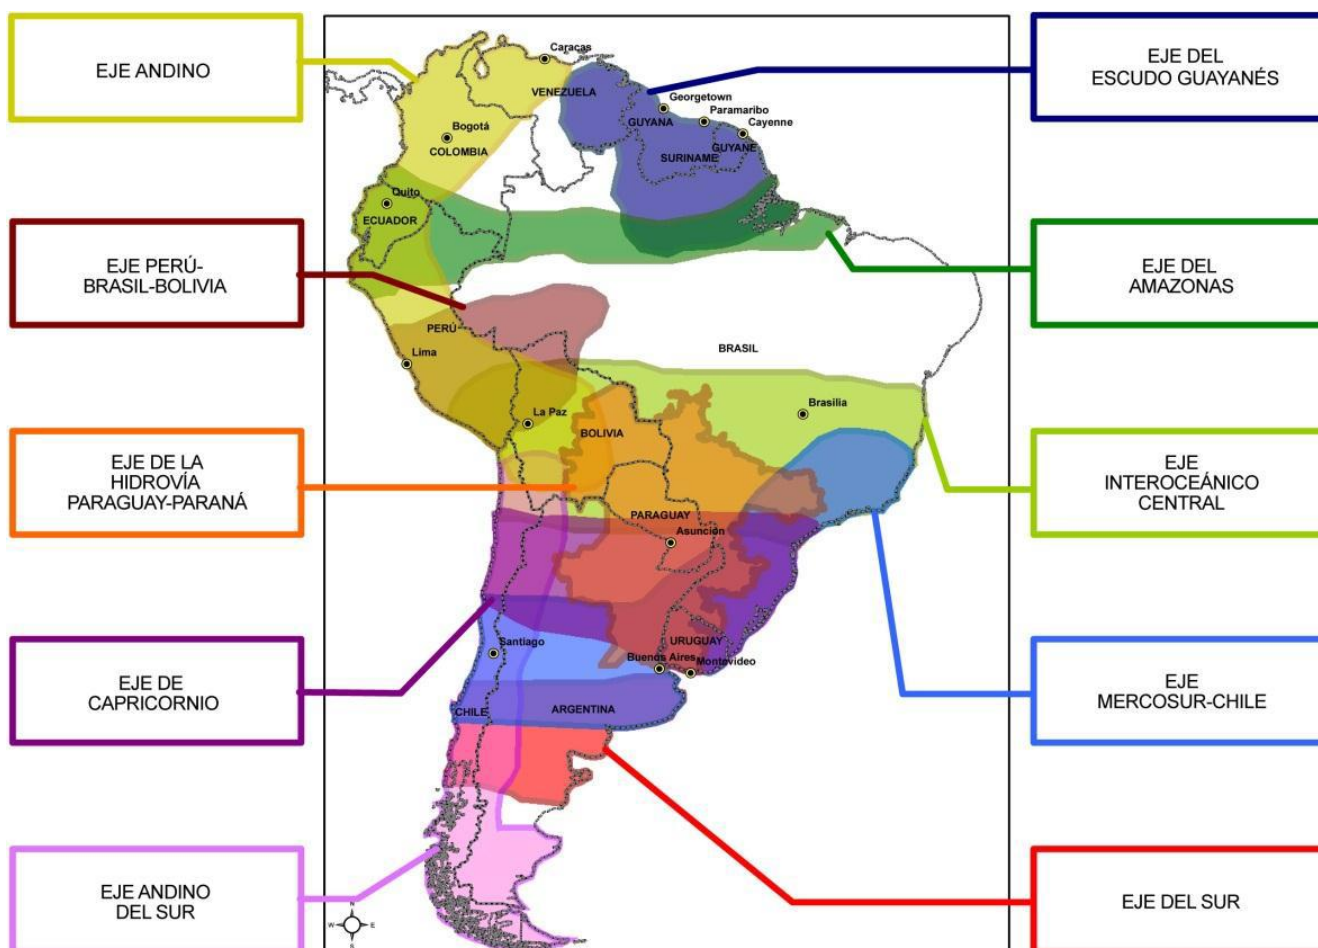 EJE ANDINO
EJE PERÚ-
BRASIL-BOLIVIA
EJE DE LA
HIDROVÍA
PARAGUAY-PARANÁ
EJE DE
CAPRICORNIO
EJE ANDINO
DEL SUR
Caracas
VENEZUELA
Georgetown
GUYANA
Paramaribo
Cayenne
GUYANE
SURINAME
Bogotá
COLOMBIA
Quito
ECUADOR
PERÚ
Lima
BRASIL
Brasilia
La Paz
BOLIVIA
PARAGUAY
Asunción
URUGUAY
Santiago
Buenos Aires
Montevideo
CHILE
ARGENTINA
N
W
E
S
EJE DEL
ESCUDO GUAYANÉS
EJE DEL
AMAZONAS
EJE
INTEROCEÁNICO
CENTRAL
EJE
MERCOSUR-CHILE
EJE DEL SUR